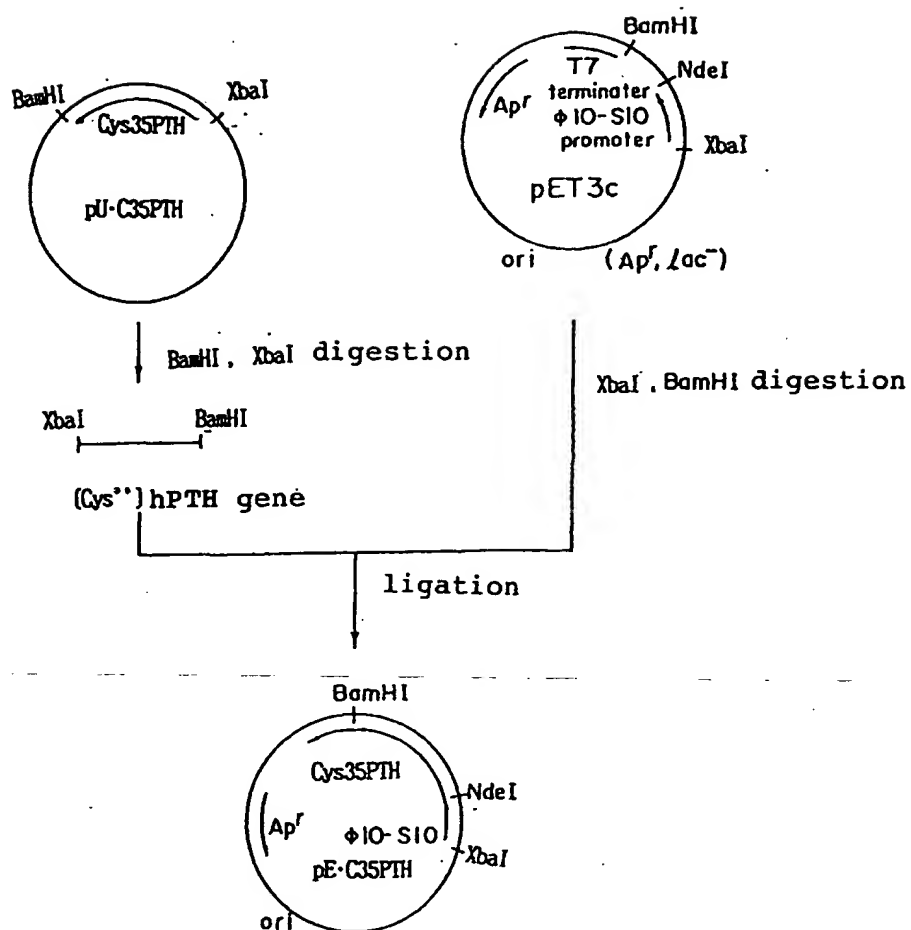 BamHI
XbaI
Cys35PTH
pU·C35PTH
BamHI
NdeI
XbaI
T7
terminater
Φ10-S10
promoter
Apʳ
pET3c
ori
(Apʳ, lac⁻)
BamHI, XbaI digestion
XbaI, BamHI digestion
XbaI
BamHI
hPTH gene
ligation
BamHI
Cys35PTH
NdeI
Apʳ
Φ10-S10
XbaI
pE·C35PTH
ori